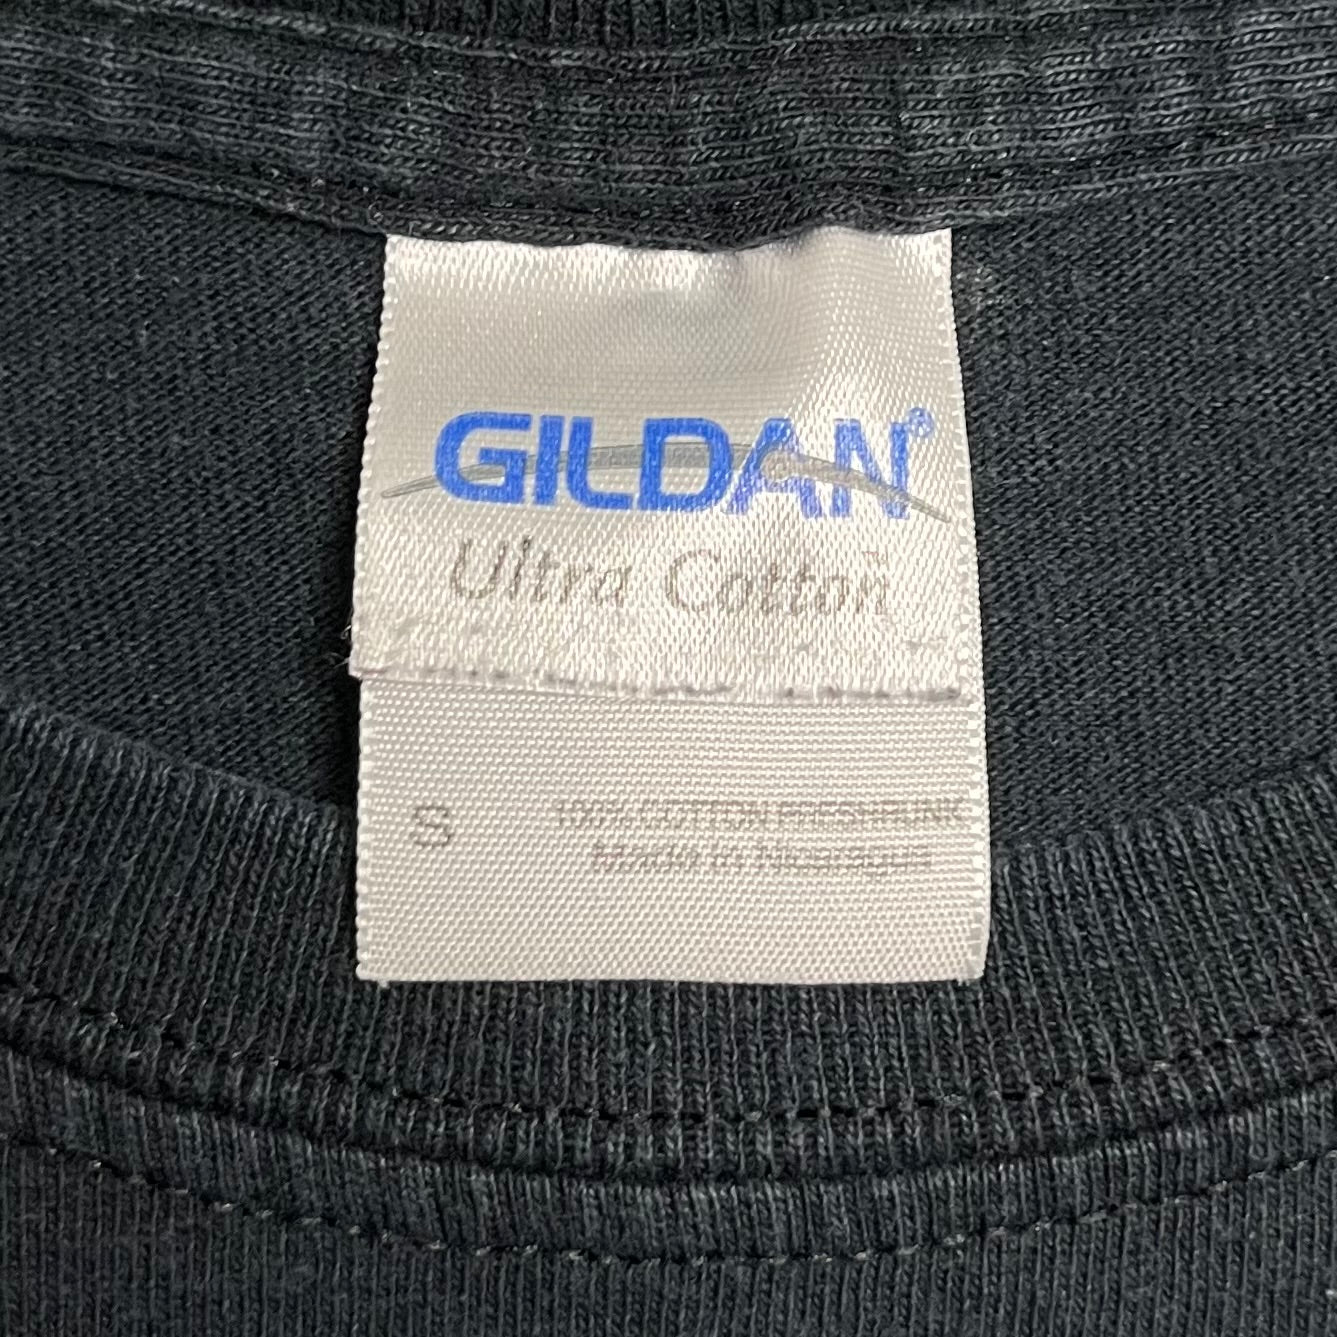 GILDAN®
Ultra Cotton
S 100% COTTON PRESHRUNK
Made in Nicaragua